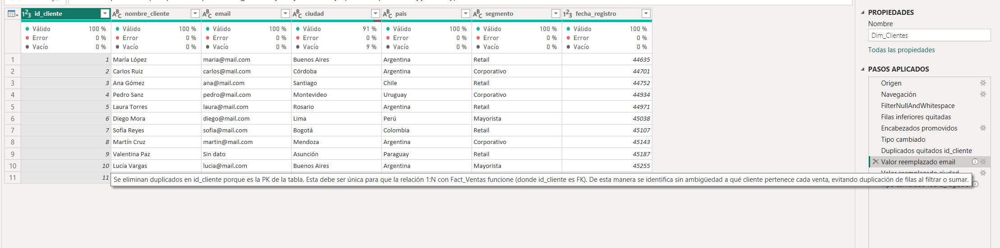 id_cliente nombre_cliente email ciudad pais segmento fecha_registro
Válido 100 % Válido 100 % Válido 100 % Válido 91 % Válido 100 % Válido 100 % Válido 100 %
Error 0 % Error 0 % Error 0 % Error 0 % Error 0 % Error 0 % Error 0 %
Vacío 0 % Vacío 0 % Vacío 0 % Vacío 9 % Vacío 0 % Vacío 0 % Vacío 0 %
1 1 María López maria@mail.com Buenos Aires Argentina Retail 44635
2 2 Carlos Ruiz carlos@mail.com Córdoba Argentina Corporativo 44701
3 3 Ana Gómez ana@mail.com Santiago Chile Retail 44752
4 4 Pedro Sanz pedro@mail.com Montevideo Uruguay Corporativo 44934
5 5 Laura Torres laura@mail.com Rosario Argentina Retail 44971
6 6 Diego Mora diego@mail.com Lima Perú Mayorista 45038
7 7 Sofía Reyes sofia@mail.com Bogotá Colombia Retail 45107
8 8 Martín Cruz martin@mail.com Mendoza Argentina Corporativo 45143
9 9 Valentina Paz Sin dato Asunción Paraguay Retail 45187
10 10 Lucía Vargas lucia@mail.com Buenos Aires Argentina Mayorista 45255
11 11
Se eliminan duplicados en id_cliente porque es la PK de la tabla. Esta debe ser única para que la relación 1:N con Fact_Ventas funcione (donde id_cliente es FK). De esta manera se identifica sin ambigüedad a qué cliente pertenece cada venta, evitando duplicación de filas al filtrar o sumar.
PROPIEDADES
Nombre
Dim_Clientes
Todas las propiedades
PASOS APLICADOS
Origen
Navegación
FilterNullAndWhitespace
Filas inferiores quitadas
Encabezados promovidos
Tipo cambiado
Duplicados quitados id_cliente
Valor reemplazado email